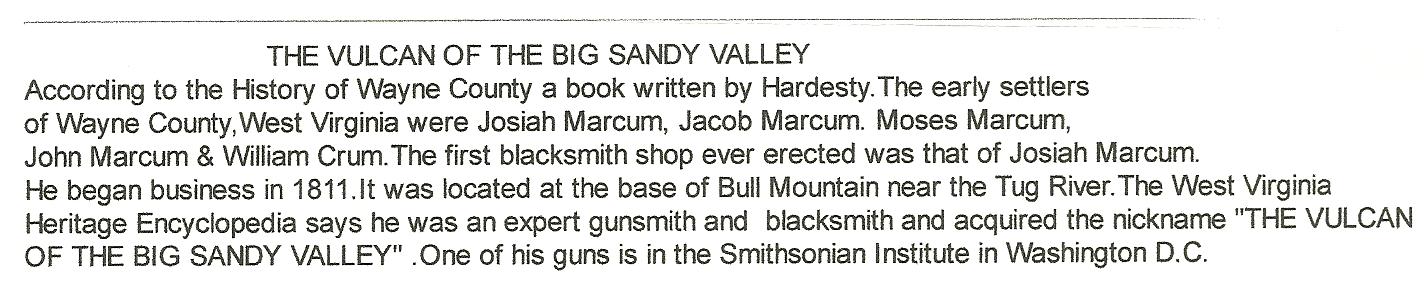 THE VULCAN OF THE BIG SANDY VALLEY
According to the History of Wayne County a book written by Hardesty.The early settlers
of Wayne County,West Virginia were Josiah Marcum, Jacob Marcum. Moses Marcum,
John Marcum & William Crum.The first blacksmith shop ever erected was that of Josiah Marcum.
He began business in 1811.It was located at the base of Bull Mountain near the Tug River.The West Virginia
Heritage Encyclopedia says he was an expert gunsmith and  blacksmith and acquired the nickname "THE VULCAN
OF THE BIG SANDY VALLEY" .One of his guns is in the Smithsonian Institute in Washington D.C.